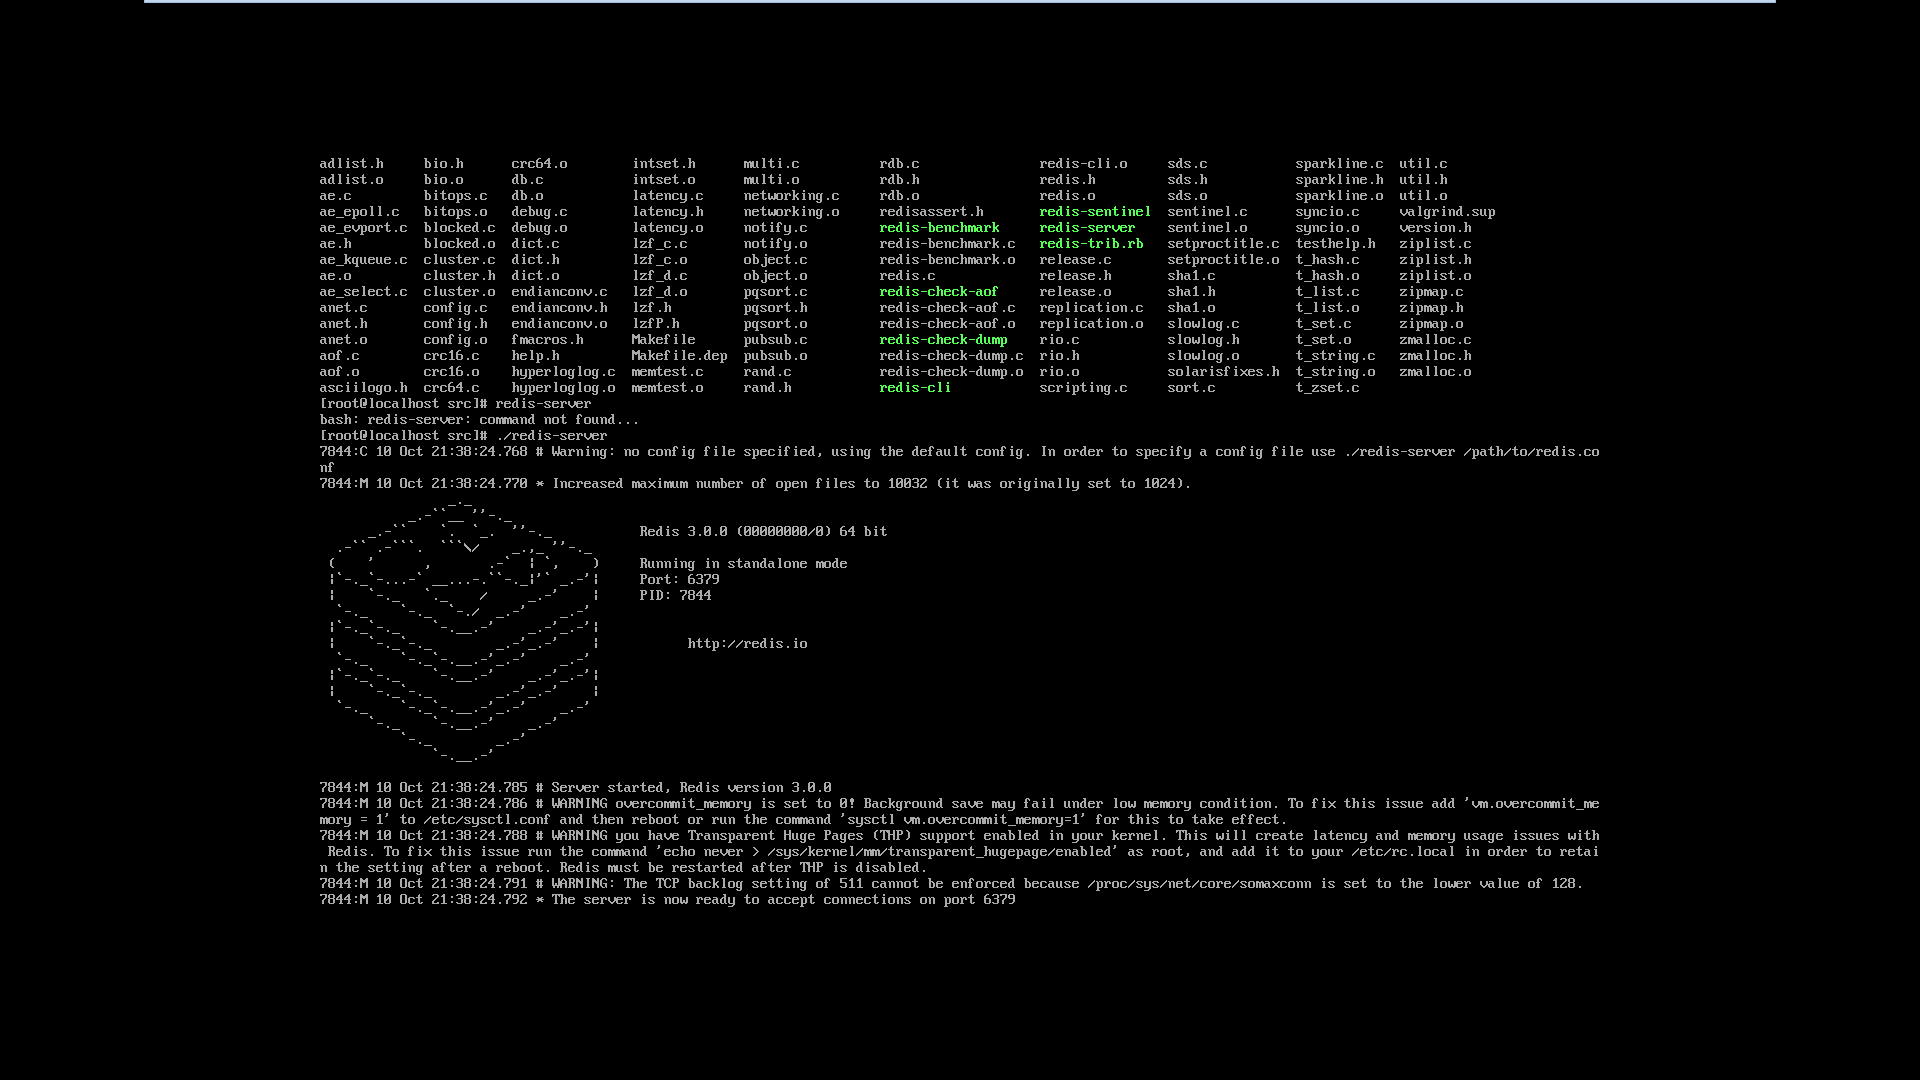 adlist.h     bio.h      crc64.o        intset.h      multi.c          rdb.c               redis-cli.o     sds.c           sparkline.c  util.c
adlist.o     bio.o      db.c           intset.o      multi.o          rdb.h               redis.h         sds.h           sparkline.h  util.h
ae.c         bitops.c   db.o           latency.c     networking.c     rdb.o               redis.o         sds.o           sparkline.o  util.o
ae_epoll.c   bitops.o   debug.c        latency.h     networking.o     redisassert.h       redis-sentinel  sentinel.c      syncio.c     valgrind.sup
ae_evport.c  blocked.c  debug.o        latency.o     notify.c         redis-benchmark     redis-server    sentinel.o      syncio.o     version.h
ae.h         blocked.o  dict.c         lzf_c.c       notify.o         redis-benchmark.c   redis-trib.rb   setproctitle.c  testhelp.h   ziplist.c
ae_kqueue.c  cluster.c  dict.h         lzf_c.o       object.c         redis-benchmark.o   release.c       setproctitle.o  t_hash.c     ziplist.h
ae.o         cluster.h  dict.o         lzf_d.c       object.o         redis.c             release.h       sha1.c          t_hash.o     ziplist.o
ae_select.c  cluster.o  endianconv.c   lzf_d.o       pqsort.c         redis-check-aof     release.o       sha1.h          t_list.c     zipmap.c
anet.c       config.c   endianconv.h   lzf.h         pqsort.h         redis-check-aof.c   replication.c   sha1.o          t_list.o     zipmap.h
anet.h       config.h   endianconv.o   lzfP.h        pqsort.o         redis-check-aof.o   replication.o   slowlog.c       t_set.c      zipmap.o
anet.o       config.o   fmacros.h      Makefile      pubsub.c         redis-check-dump    rio.c           slowlog.h       t_set.o      zmalloc.c
aof.c        crc16.c    help.h         Makefile.dep  pubsub.o         redis-check-dump.c  rio.h           slowlog.o       t_string.c   zmalloc.h
aof.o        crc16.o    hyperloglog.c  memtest.c     rand.c           redis-check-dump.o  rio.o           solarisfixes.h  t_string.o   zmalloc.o
asciilogo.h  crc64.c    hyperloglog.o  memtest.o     rand.h           redis-cli           scripting.c     sort.c          t_zset.c
[root@localhost src]# redis-server
bash: redis-server: command not found...
[root@localhost src]# ./redis-server
7844:C 10 Oct 21:38:24.768 # Warning: no config file specified, using the default config. In order to specify a config file use ./redis-server /path/to/redis.co
nf
7844:M 10 Oct 21:38:24.770 * Increased maximum number of open files to 10032 (it was originally set to 1024).
Redis 3.0.0 (00000000/0) 64 bit
Running in standalone mode
Port: 6379
PID: 7844
http://redis.io
7844:M 10 Oct 21:38:24.785 # Server started, Redis version 3.0.0
7844:M 10 Oct 21:38:24.786 # WARNING overcommit_memory is set to 0! Background save may fail under low memory condition. To fix this issue add 'vm.overcommit_me
mory = 1' to /etc/sysctl.conf and then reboot or run the command 'sysctl vm.overcommit_memory=1' for this to take effect.
7844:M 10 Oct 21:38:24.788 # WARNING you have Transparent Huge Pages (THP) support enabled in your kernel. This will create latency and memory usage issues with
 Redis. To fix this issue run the command 'echo never > /sys/kernel/mm/transparent_hugepage/enabled' as root, and add it to your /etc/rc.local in order to retai
n the setting after a reboot. Redis must be restarted after THP is disabled.
7844:M 10 Oct 21:38:24.791 # WARNING: The TCP backlog setting of 511 cannot be enforced because /proc/sys/net/core/somaxconn is set to the lower value of 128.
7844:M 10 Oct 21:38:24.792 * The server is now ready to accept connections on port 6379